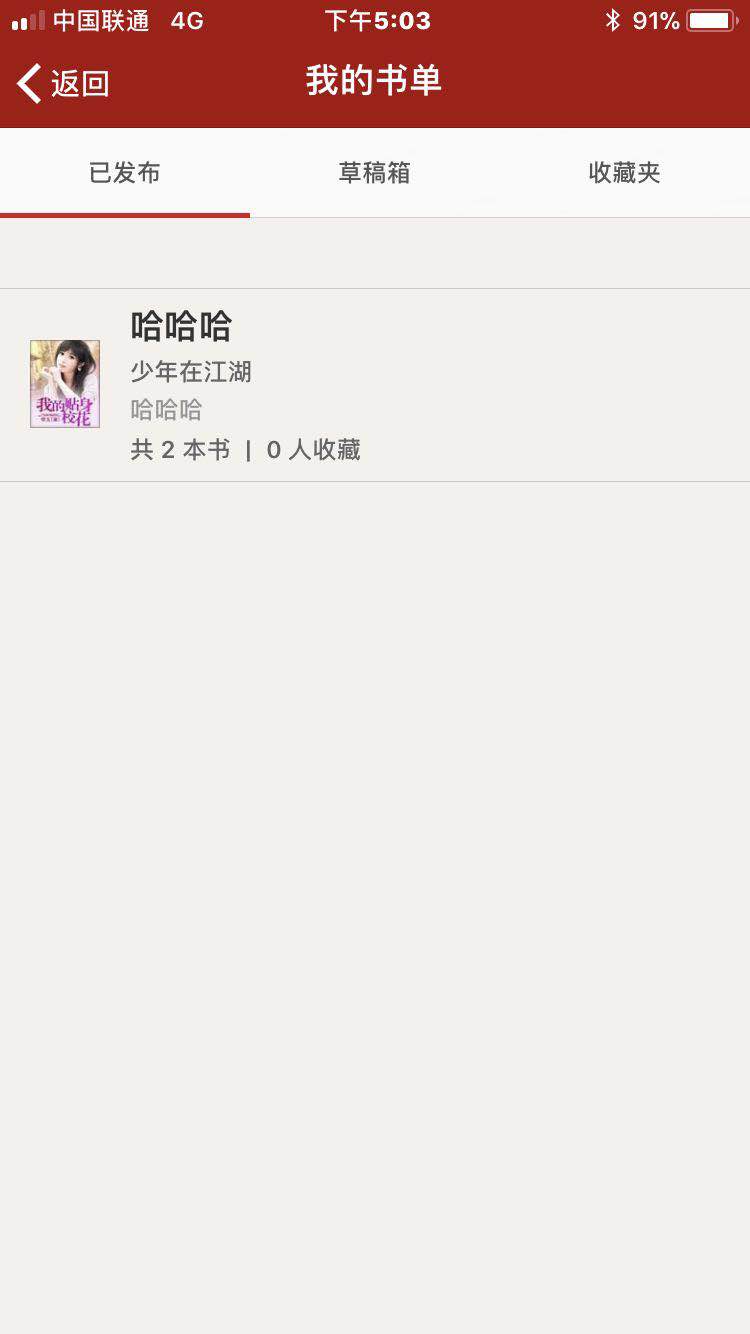 中国联通 4G 下午5:03 91%
返回 我的书单
已发布 草稿箱 收藏夹
哈哈哈
少年在江湖
哈哈哈
共 2 本书 | 0 人收藏
我的贴身
校花